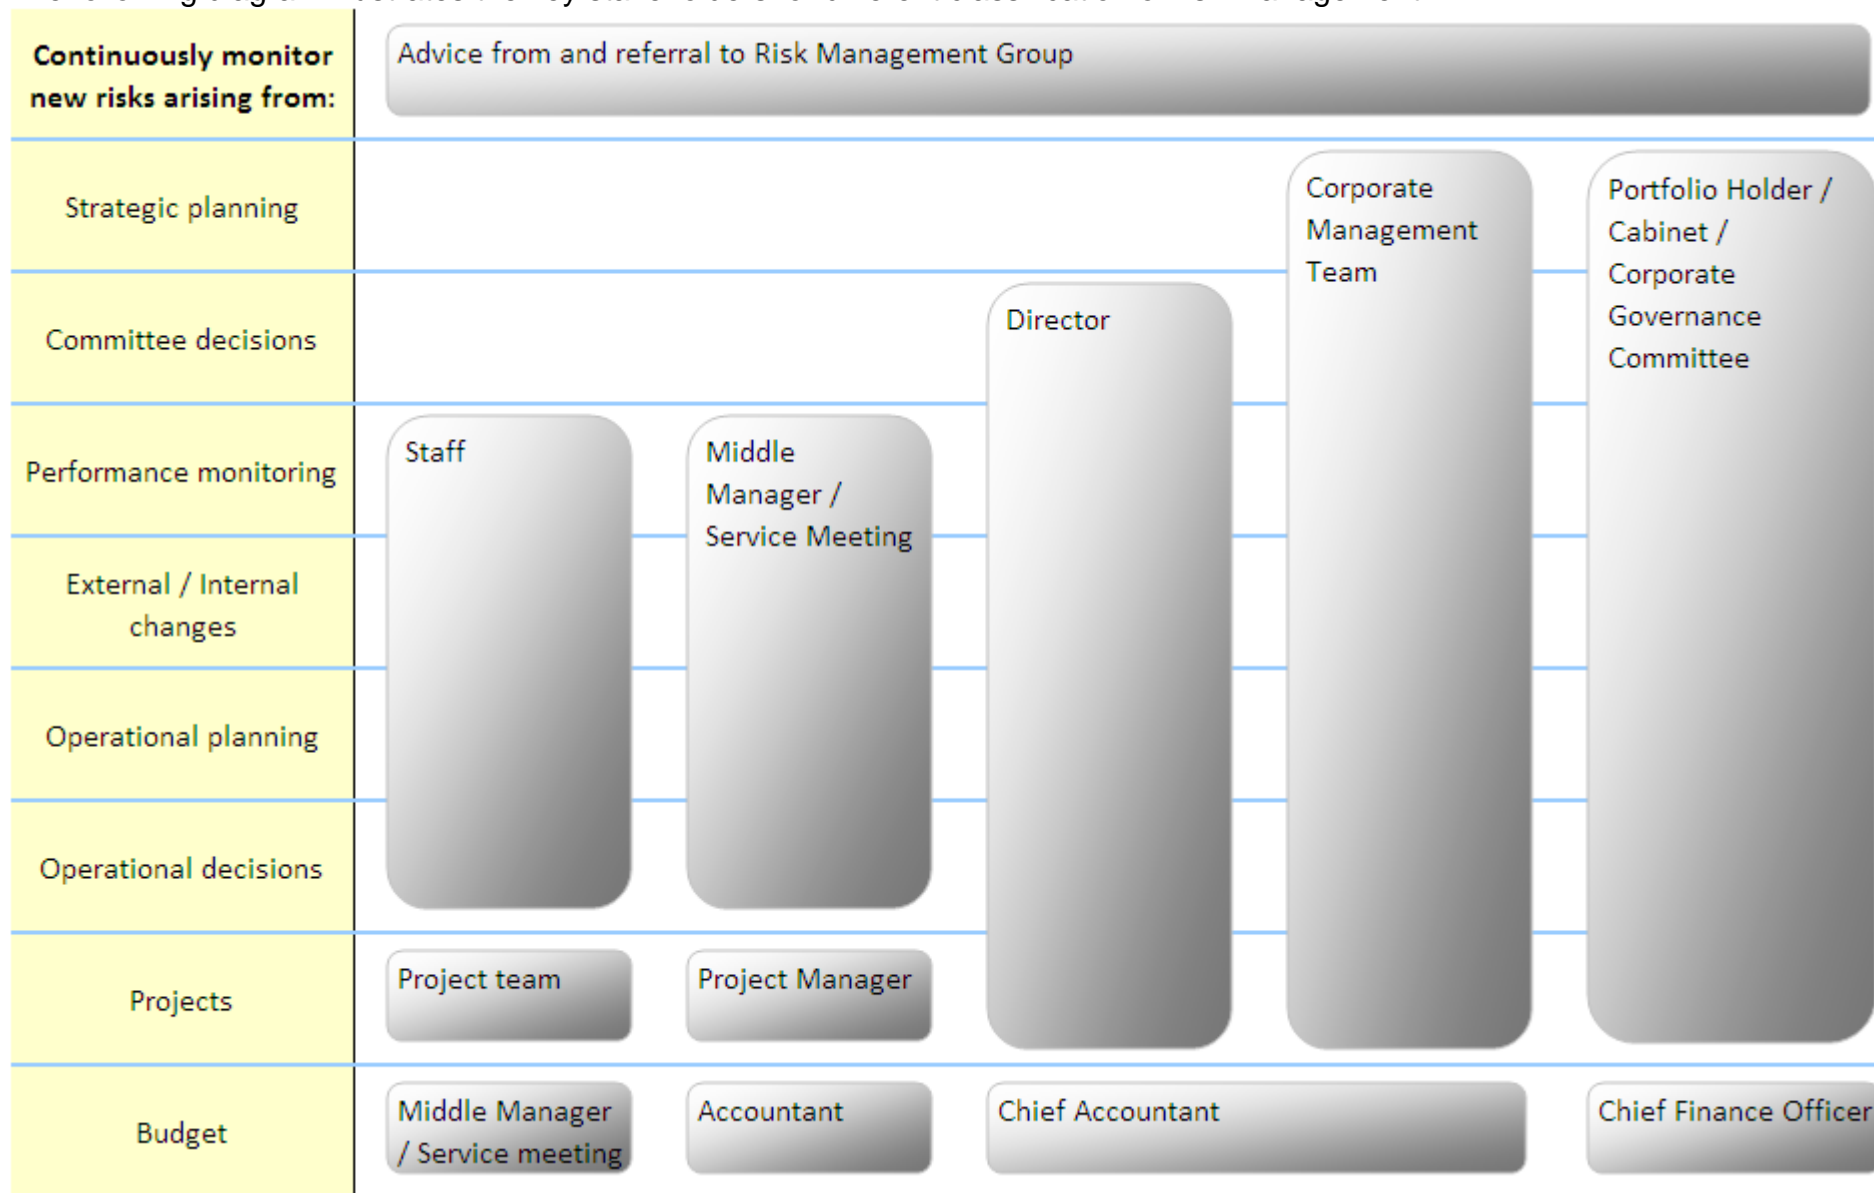 Continuously monitor
new risks arising from:
Advice from and referral to Risk Management Group
Strategic planning
Corporate
Management
Team
Portfolio Holder /
Cabinet /
Corporate
Governance
Committee
Committee decisions
Director
Performance monitoring
Staff
Middle
Manager /
Service Meeting
External / Internal
changes
Operational planning
Operational decisions
Projects
Project team
Project Manager
Budget
Middle Manager
/ Service meeting
Accountant
Chief Accountant
Chief Finance Officer